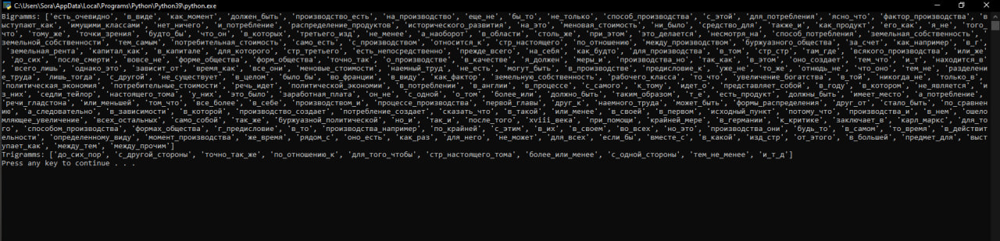 C:\Users\Sora\AppData\Local\Programs\Python\Python39\python.exe
Bigramms: ['есть_очевидно', 'в_виде', 'как_момент', 'должен_быть', 'производство_есть', 'на_производство', 'еще_не', 'бы_то', 'не_только', 'способ_производства', 'с_этой', 'для_потребления', 'ясно_что', 'фактор_производства', 'в
ыступают_как', 'имущими_классами', 'нет_ничего', 'и_потребление', 'распределение_продуктов', 'исторического_развития', 'на_это', 'меновая_стоимость', 'ни_было', 'средство_для', 'также_и', 'как_продукт', 'его_как', 'я_не', 'того_
что', 'тому_же', 'точки_зрения', 'будто_бы', 'что_он', 'в_которых', 'третьего_изд', 'не_менее', 'а_наоборот', 'в_области', 'столь_же', 'при_этом', 'это_делается', 'несмотря_на', 'способ_потребления', 'земельная_собственность',
'земельной_собственности', 'тем_самым', 'потребительная_стоимость', 'само_есть', 'с_производством', 'относится_к', 'стр_настоящего', 'по_отношению', 'между_производством', 'буржуазного_общества', 'за_счет', 'как_например', 'в_г',
'земельная_рента', 'капитал_как', 'в_капитале', 'для_которого', 'стр_третьего', 'есть_непосредственно', 'прежде_всего', 'на_себя', 'как_будто', 'для_производства', 'в_том', 'стр_стр', 'там_где', 'всякого_производства', 'или_же'
, 'до_сих', 'после_смерти', 'вовсе_не', 'форме_общества', 'форм_общества', 'точно_так', 'о_производстве', 'в_качестве', 'я_должен', 'меры_и', 'производства_но', 'так_как', 'в_этом', 'оно_создает', 'тем_что', 'и_т', 'находится_в'
, 'всего_лишь', 'однако_это', 'зависит_от', 'время_как', 'все_они', 'меновые_стоимости', 'наемный_труд', 'не_есть', 'могут_быть', 'в_производстве', 'предисловие_к', 'уже_не', 'то_же', 'отнюдь_не', 'что_оно', 'тем_не', 'разделени
е_труда', 'лишь_тогда', 'с_другой', 'не_существует', 'в_целом', 'было_бы', 'во_франции', 'в_виду', 'как_фактор', 'земельную_собственность', 'рабочего_класса', 'то_что', 'увеличение_богатства', 'в_той', 'никогда_не', 'только_в',
'политическая_экономия', 'потребительные_стоимости', 'речь_идет', 'политической_экономии', 'в_потреблении', 'в_англии', 'в_процессе', 'с_самого', 'к_тому', 'идет_о', 'представляет_собой', 'в_году', 'в_котором', 'не_является', 'и
з_них', 'седли_тейлор', 'настоящего_тома', 'у_них', 'это_было', 'заработная_плата', 'он_не', 'с_одной', 'о_том', 'более_или', 'должно_быть', 'таким_образом', 'т_е', 'есть_продукт', 'должны_быть', 'имеет_место', 'а_потребление',
'речи_гладстона', 'или_меньшей', 'том_что', 'все_более', 'в_себе', 'производством_и', 'процессе_производства', 'первой_главы', 'друг_к', 'наемного_труда', 'может_быть', 'формы_распределения', 'друг_от', 'стало_быть', 'по_сравнен
ию', 'а_следовательно', 'в_зависимости', 'в_которой', 'производство_создает', 'потребление_создает', 'сказать_что', 'в_такой', 'или_менее', 'в_своей', 'в_первом', 'исходный_пункт', 'потому_что', 'производства_и', 'в_нем', 'ошело
мляющее_увеличение', 'всех_остальных', 'само_собой', 'так_же', 'буржуазной_политической', 'но_и', 'так_и', 'после_того', 'xviii_века', 'при_помощи', 'крайней_мере', 'в_германии', 'к_критике', 'заключает_в', 'карл_маркс', 'для_то
го', 'способом_производства', 'формах_общества', 'г_предисловие', 'в_то', 'производства_например', 'по_крайней', 'с_этим', 'в_их', 'в_своем', 'во_всех', 'но_это', 'производства_они', 'будь_то', 'в_самом', 'то_время', 'в_действит
ельности', 'определенному_виду', 'момент_производства', 'же_время', 'рядом_с', 'оно_есть', 'как_раз', 'для_него', 'не_может', 'для_всех', 'если_бы', 'вместе_с', 'в_какой', 'изд_стр', 'от_этого', 'в_большей', 'предмет_для', 'выст
упает_как', 'между_тем', 'между_прочим']
Trigramms: ['до_сих_пор', 'с_другой_стороны', 'точно_так_же', 'по_отношению_к', 'для_того_чтобы', 'стр_настоящего_тома', 'более_или_менее', 'с_одной_стороны', 'тем_не_менее', 'и_т_д']
Press any key to continue . . .